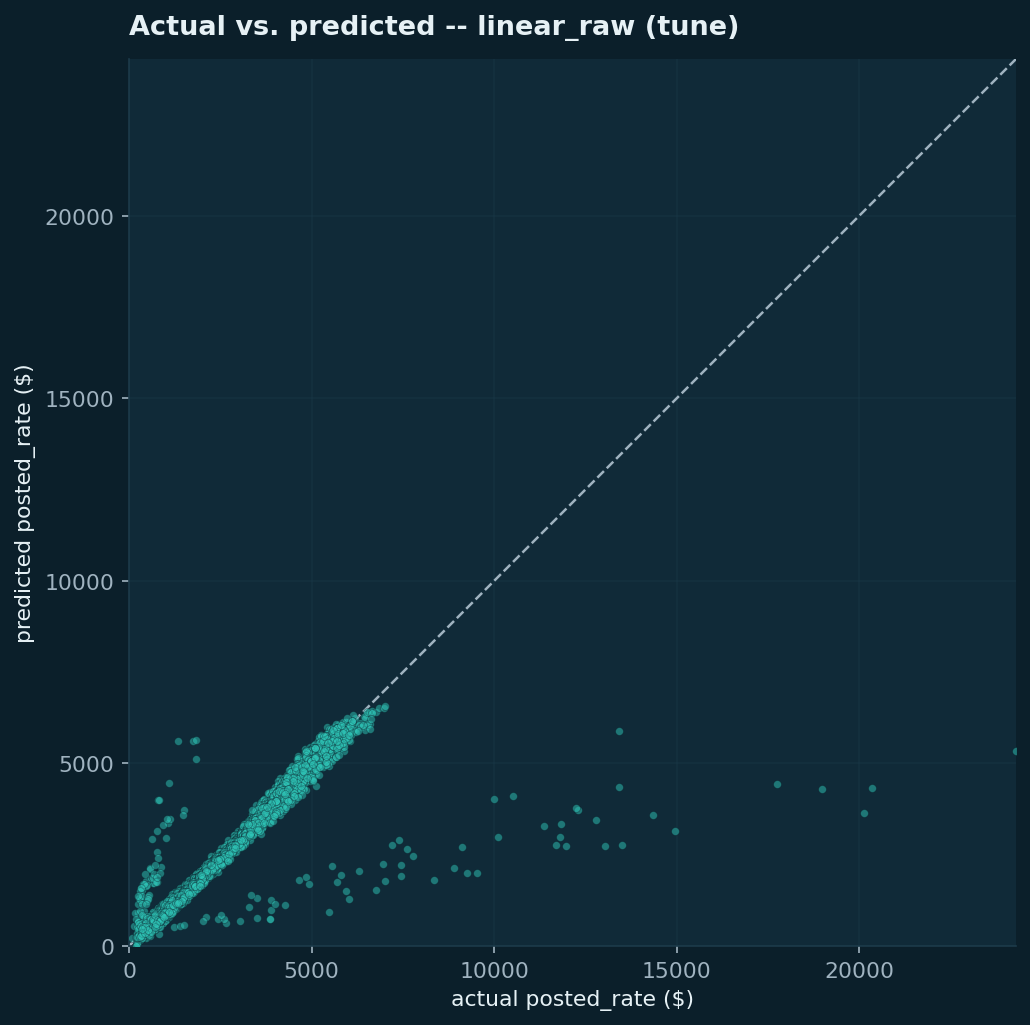 Actual vs. predicted -- linear_raw (tune)
predicted posted_rate ($)
20000
15000
10000
5000
0
0 5000 10000 15000 20000
actual posted_rate ($)